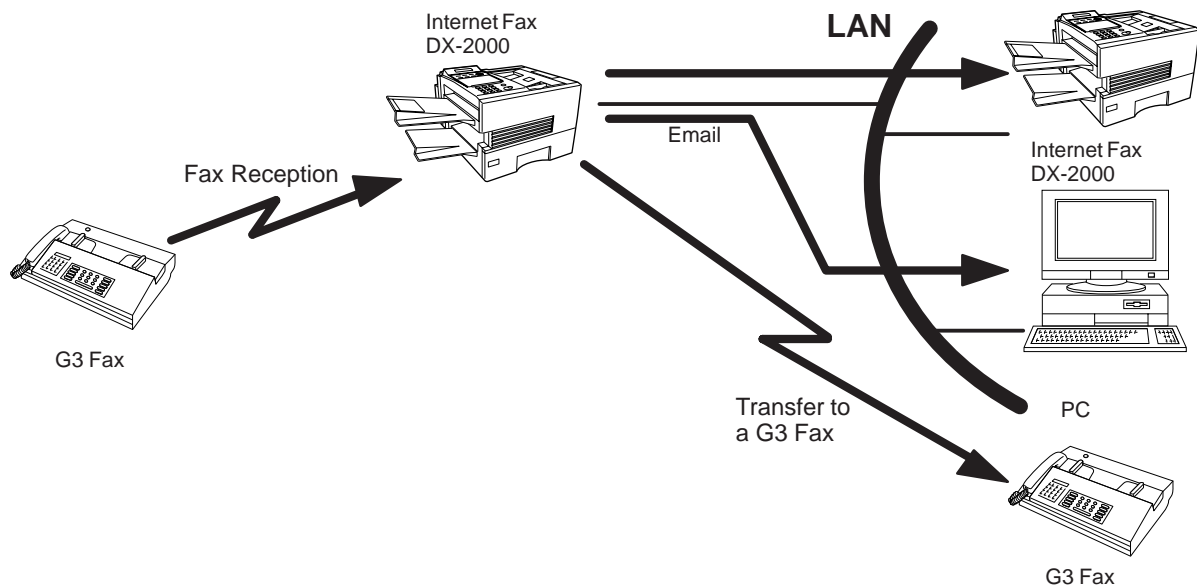 Internet Fax
DX-2000
LAN
Email
Internet Fax
DX-2000
Fax Reception
G3 Fax
Transfer to
a G3 Fax
PC
G3 Fax